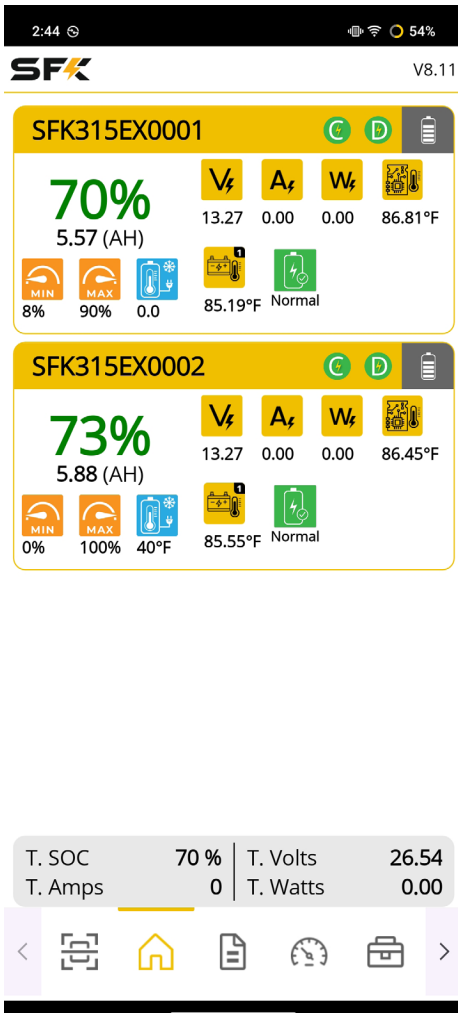 2:44 54%
SFK V8.11
SFK315EX0001 C D
70%
5.57 (AH)
V A W
13.27 0.00 0.00 86.81°F
MIN MAX
8% 90% 0.0
1
85.19°F Normal
SFK315EX0002 C D
73%
5.88 (AH)
V A W
13.27 0.00 0.00 86.45°F
MIN MAX
0% 100% 40°F
1
85.55°F Normal
T. SOC 70 % T. Volts 26.54
T. Amps 0 T. Watts 0.00